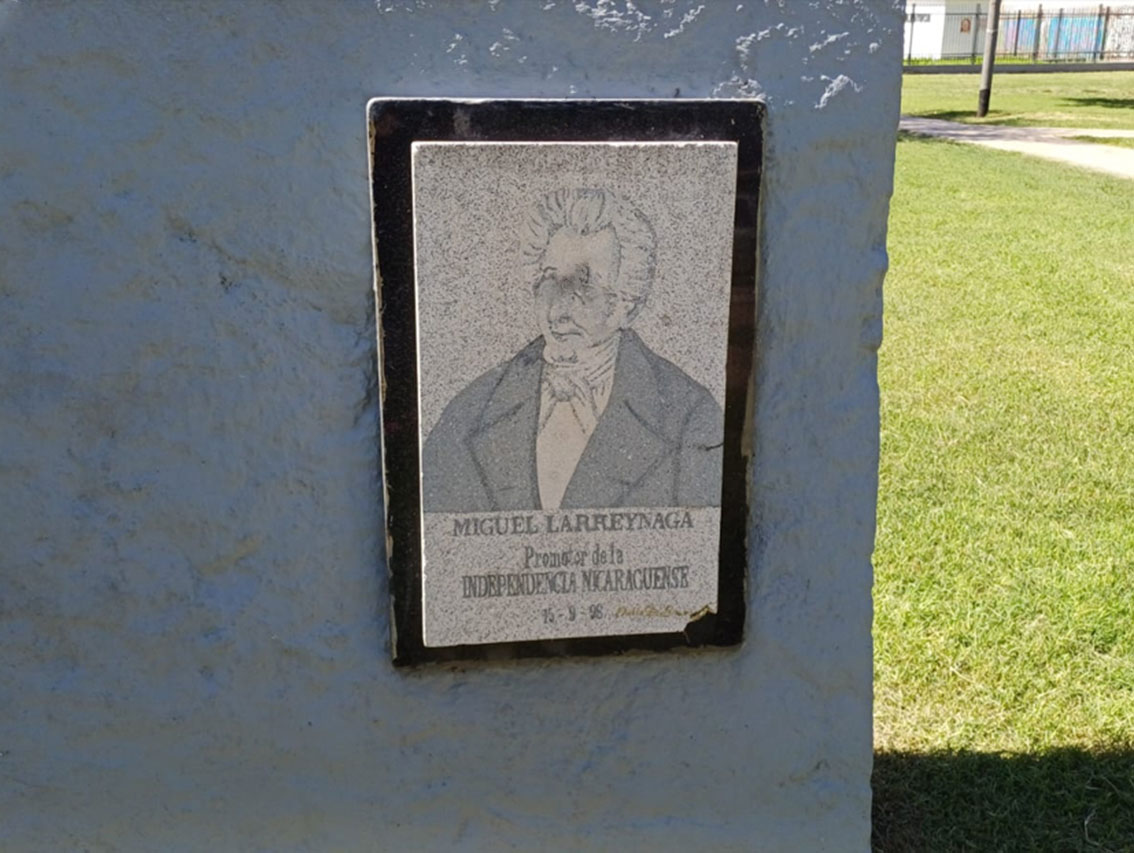 MIGUEL LARREYNAGA
Promotor de la
INDEPENDENCIA NICARAGUENSE
15 - 9 - 98